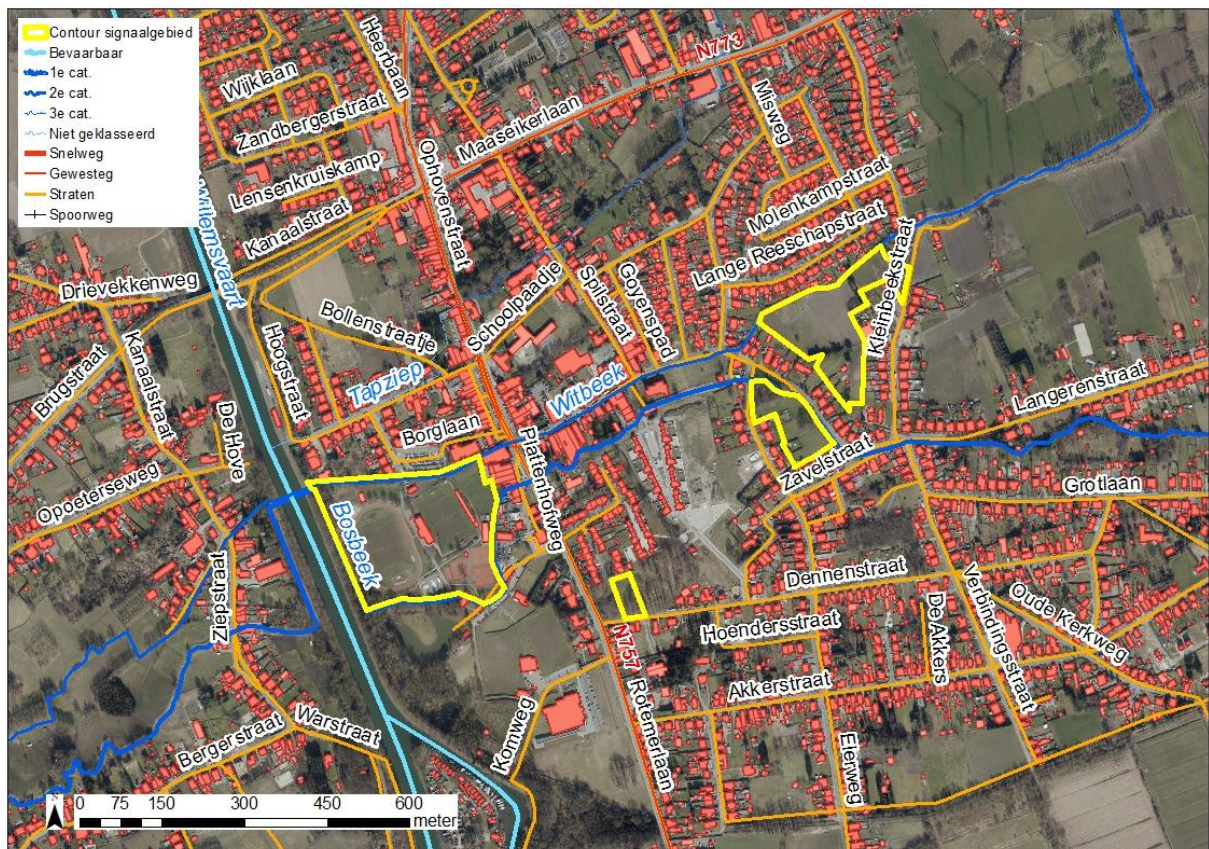 Contour signaalgebied
Bevaarbaar
1e cat.
2e cat.
3e cat.
Niet geklasseerd
Snelweg
Gewesteg
Straten
Spoorweg
Heerbaan
N773
Wijklaan
Zandbergerstraat
Misweg
Maaseikerlaan
Lensenkruiskamp
Ophovenstraat
Molenkampstraat
Kanaalstraat
Willemsvaart
Lange Reeschapstraat
Drievekkenweg
Schoolpaadje
Spilstraat
Govenspad
Kleinbeekstraat
Hoogstraat
Bollenstraatje
Brugstraat
Kanaalstraat
Tapziep
Witbeek
Langerenstraat
De Hove
Borglaan
Plattenhofweg
Zavelstraat
Opoeterseweg
Grotlaan
Bosbeek
Dennenstraat
Ziepstraat
Hoendersstraat
De Akkers
Verbindingsstraat
Oude Kerkweg
N757
Rotemerlaan
Akkerstraat
Komweg
Warstraat
Bergerstraat
Elerweg
N
0 75 150 300 450 600
meter